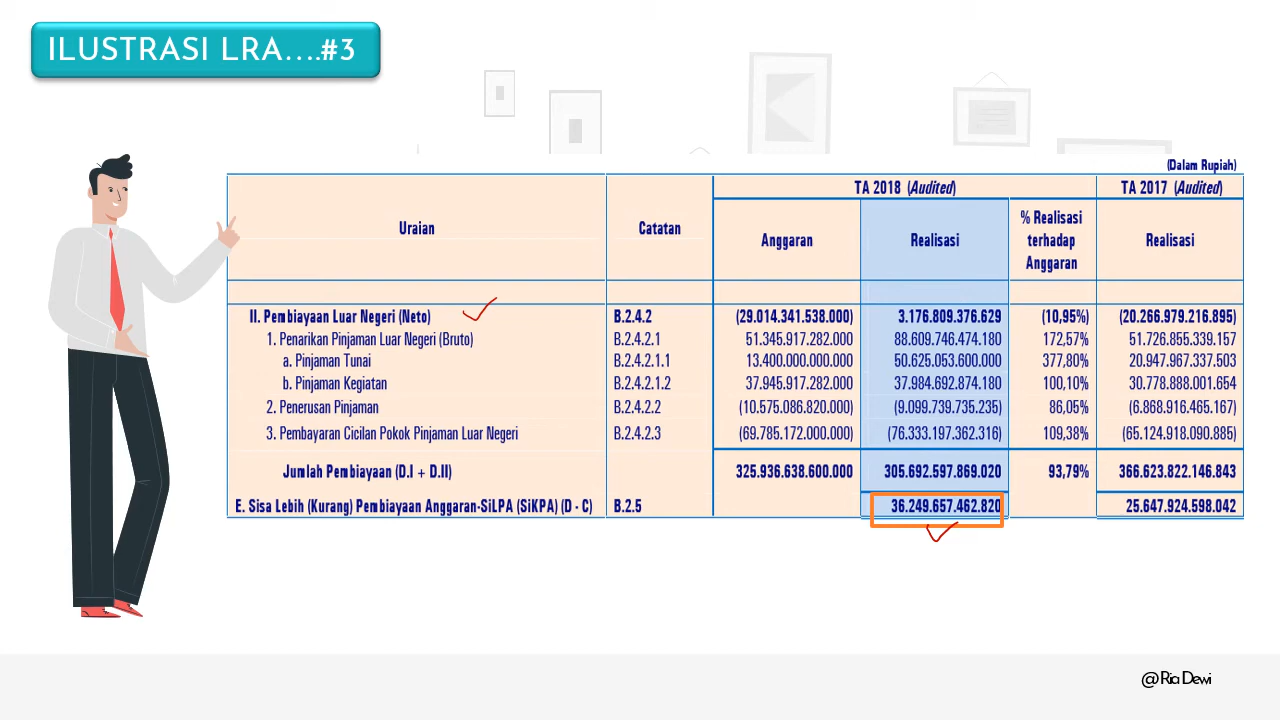 ILUSTRASI LRA....#3
(Dalam Rupiah)
Uraian Catatan TA 2018 (Audited) TA 2017 (Audited)
Anggaran Realisasi % Realisasi terhadap Anggaran Realisasi
II. Pembiayaan Luar Negeri (Neto) B.2.4.2 (29.014.341.538.000) 3.176.809.376.629 (10,95%) (20.266.979.216.895)
1. Penarikan Pinjaman Luar Negeri (Bruto) B.2.4.2.1 51.345.917.282.000 88.609.746.474.180 172,57% 51.726.855.339.157
a. Pinjaman Tunai B.2.4.2.1.1 13.400.000.000.000 50.625.053.600.000 377,80% 20.947.967.337.503
b. Pinjaman Kegiatan B.2.4.2.1.2 37.945.917.282.000 37.984.692.874.180 100,10% 30.778.888.001.654
2. Penerusan Pinjaman B.2.4.2.2 (10.575.086.820.000) (9.099.739.735.235) 86,05% (6.868.916.465.167)
3. Pembayaran Cicilan Pokok Pinjaman Luar Negeri B.2.4.2.3 (69.785.172.000.000) (76.333.197.362.316) 109,38% (65.124.918.090.885)
Jumlah Pembiayaan (D.I + D.II) 325.936.638.600.000 305.692.597.869.020 93,79% 366.623.822.146.843
E. Sisa Lebih (Kurang) Pembiayaan Anggaran-SiLPA (SiKPA) (D - C) B.2.5 36.249.657.462.820 25.647.924.598.042
@Ria Dewi